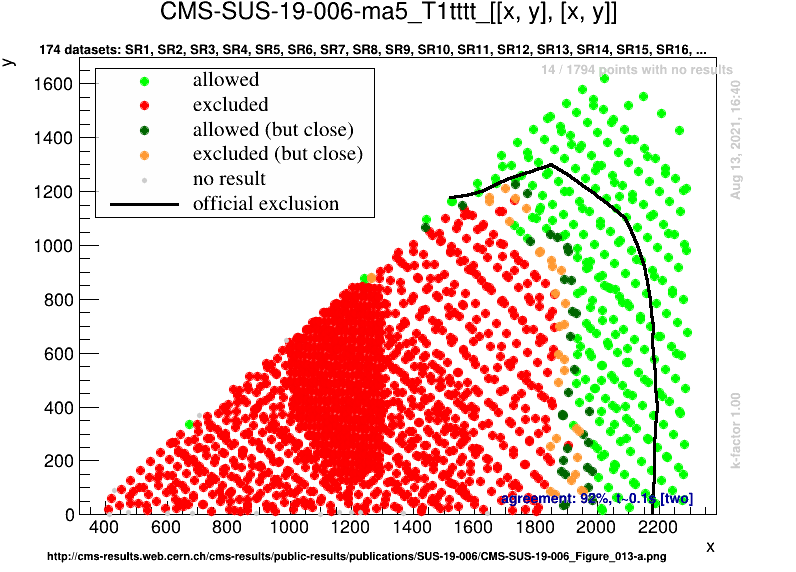 CMS-SUS-19-006-ma5_T1tttt_[[x, y], [x, y]]
174 datasets: SR1, SR2, SR3, SR4, SR5, SR6, SR7, SR8, SR9, SR10, SR11, SR12, SR13, SR14, SR15, SR16, ...
y
14 / 1794 points with no results
allowed
excluded
allowed (but close)
excluded (but close)
no result
official exclusion
Aug 13, 2021, 16:40
k-factor 1.00
1600
1400
1200
1000
800
600
400
200
0
agreement: 92%, t~0.1s [two]
400 600 800 1000 1200 1400 1600 1800 2000 2200
x
http://cms-results.web.cern.ch/cms-results/public-results/publications/SUS-19-006/CMS-SUS-19-006_Figure_013-a.png